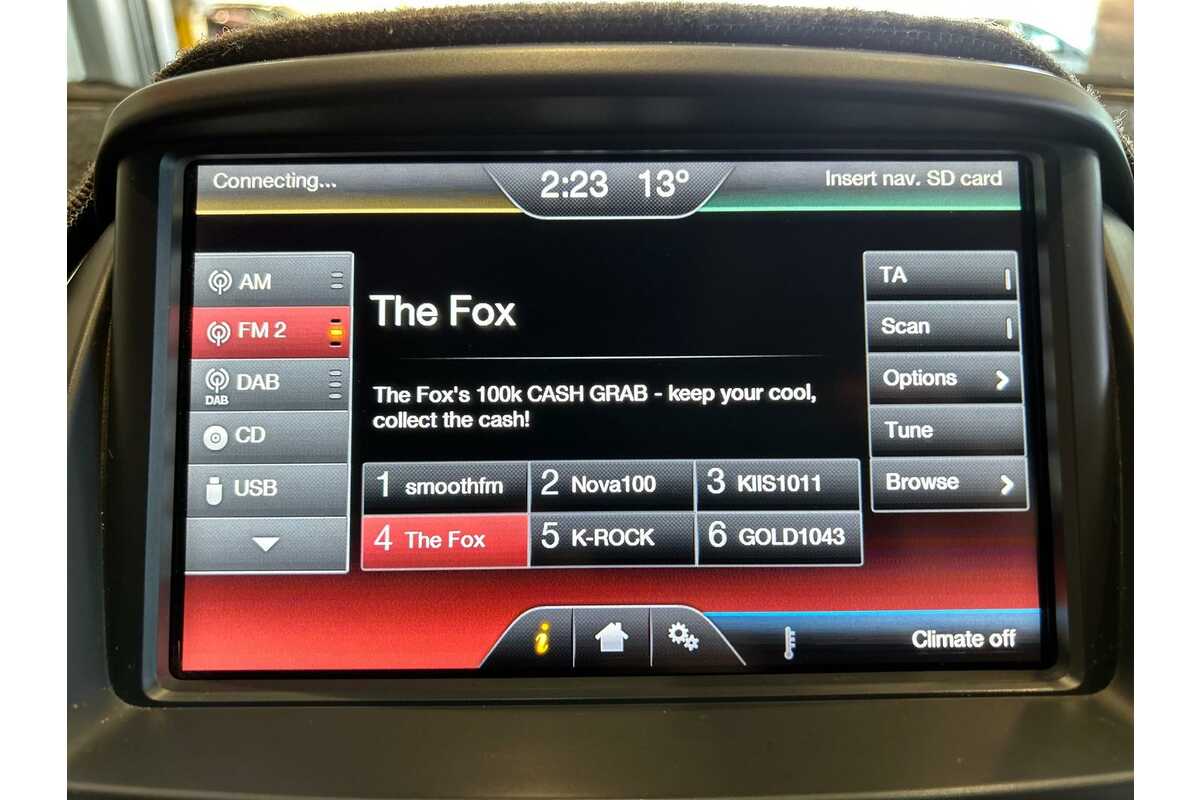 Connecting...
2:23 13°
Insert nav. SD card
AM
FM 2
DAB
DAB
CD
USB
The Fox
The Fox's 100k CASH GRAB - keep your cool,
collect the cash!
1 smoothfm
2 Nova100
3 KIIS1011
4 The Fox
5 K-ROCK
6 GOLD1043
TA
Scan
Options
Tune
Browse
i
Climate off